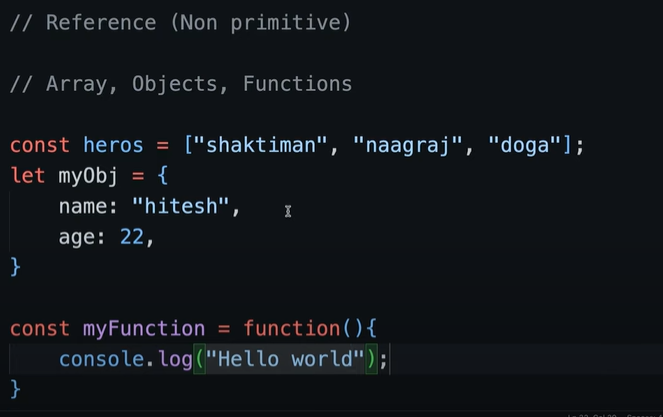 // Reference (Non primitive)
// Array, Objects, Functions
const heros = ["shaktiman", "naagraj", "doga"];
let myObj = {
    name: "hitesh",
    age: 22,
}
const myFunction = function(){
    console.log("Hello world");
}